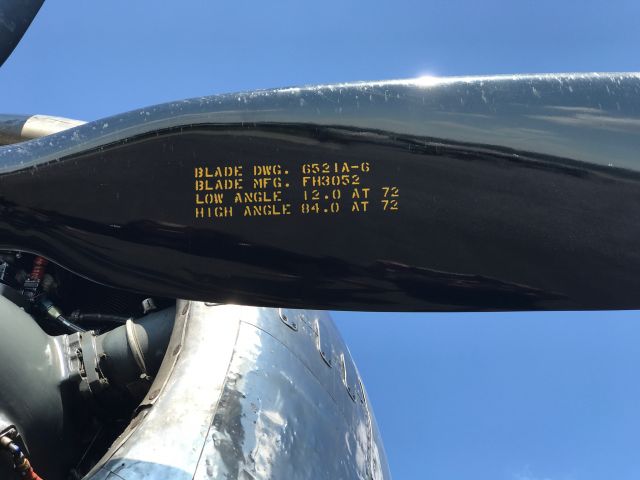 BLADE DWG. 6521A-6
BLADE MFG. FH3052
LOW ANGLE 12.0 AT 72
HIGH ANGLE 84.0 AT 72